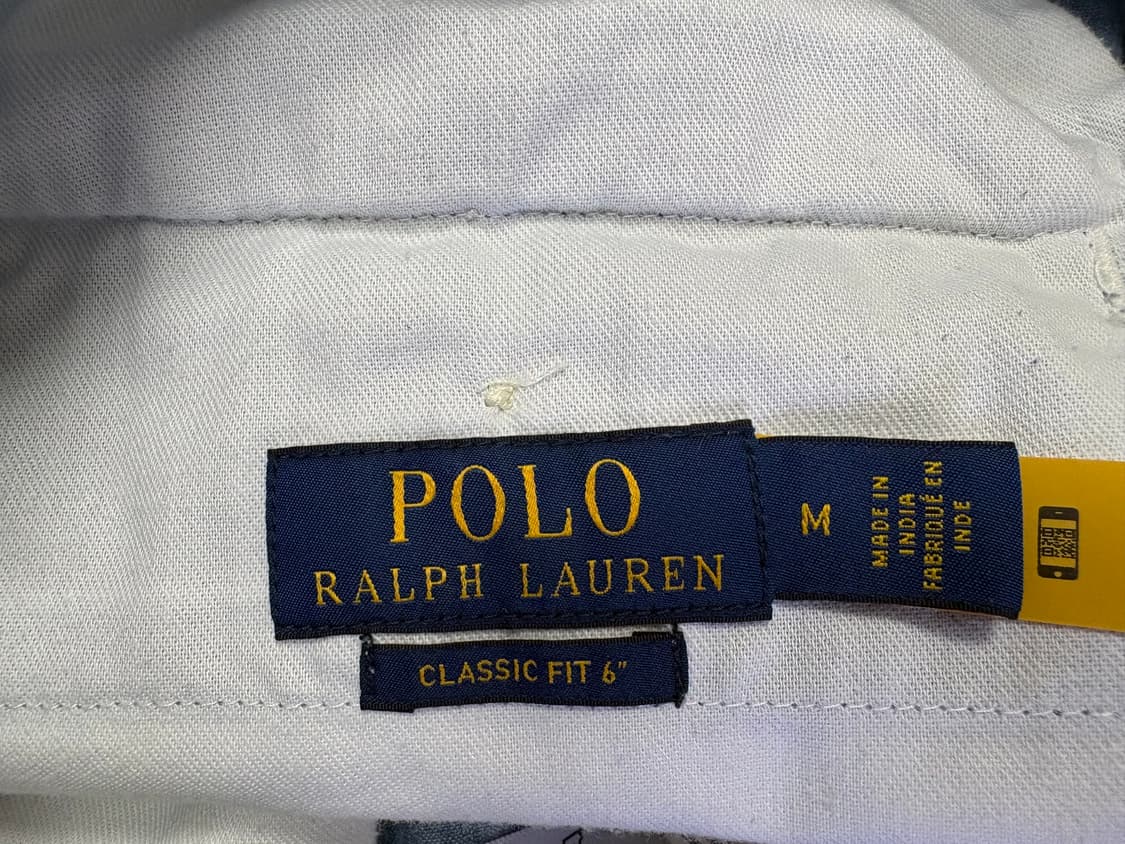 POLO
RALPH LAUREN
CLASSIC FIT 6"
M
MADE IN
INDIA
FABRIQUÉ EN
INDE